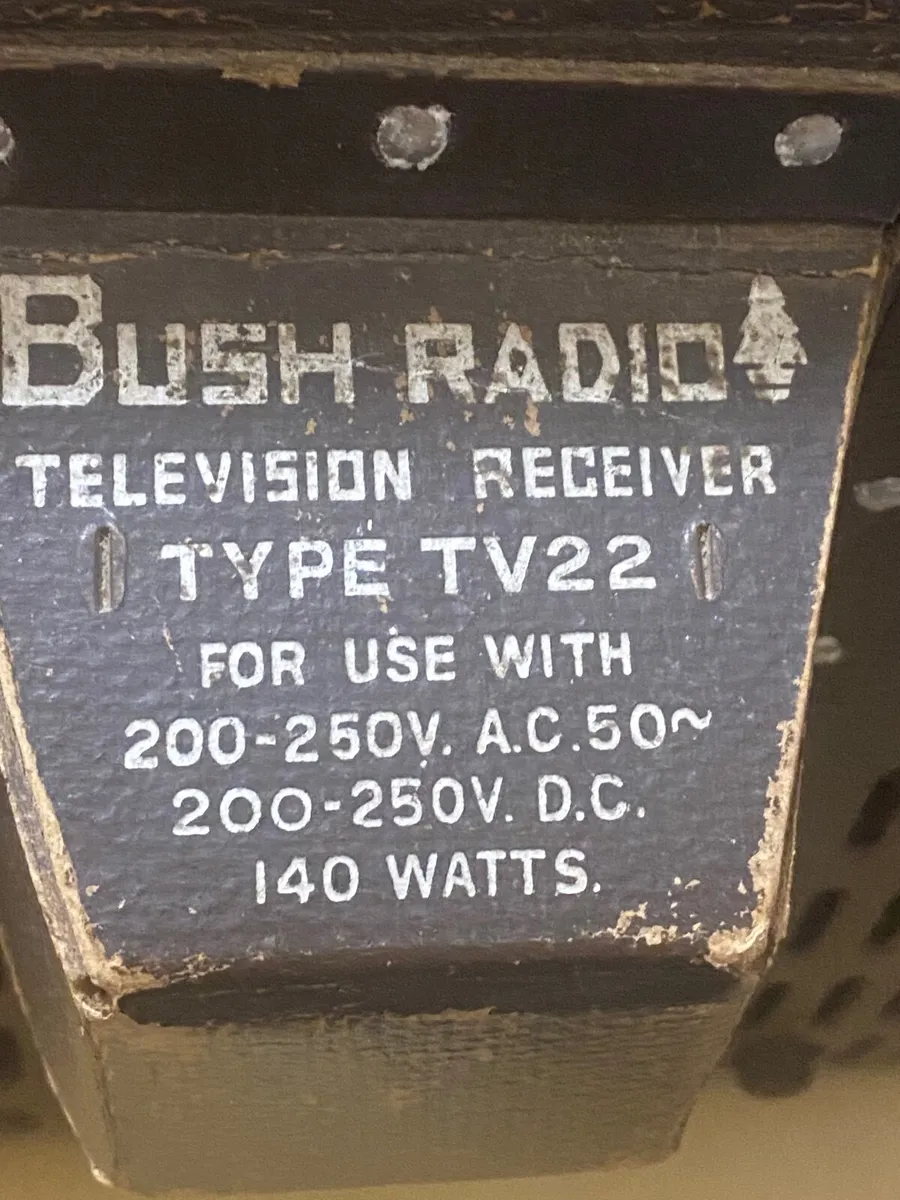 BUSH RADIO
TELEVISION RECEIVER
TYPE TV22
FOR USE WITH
200-250V. A.C. 50~
200-250V. D.C.
140 WATTS.